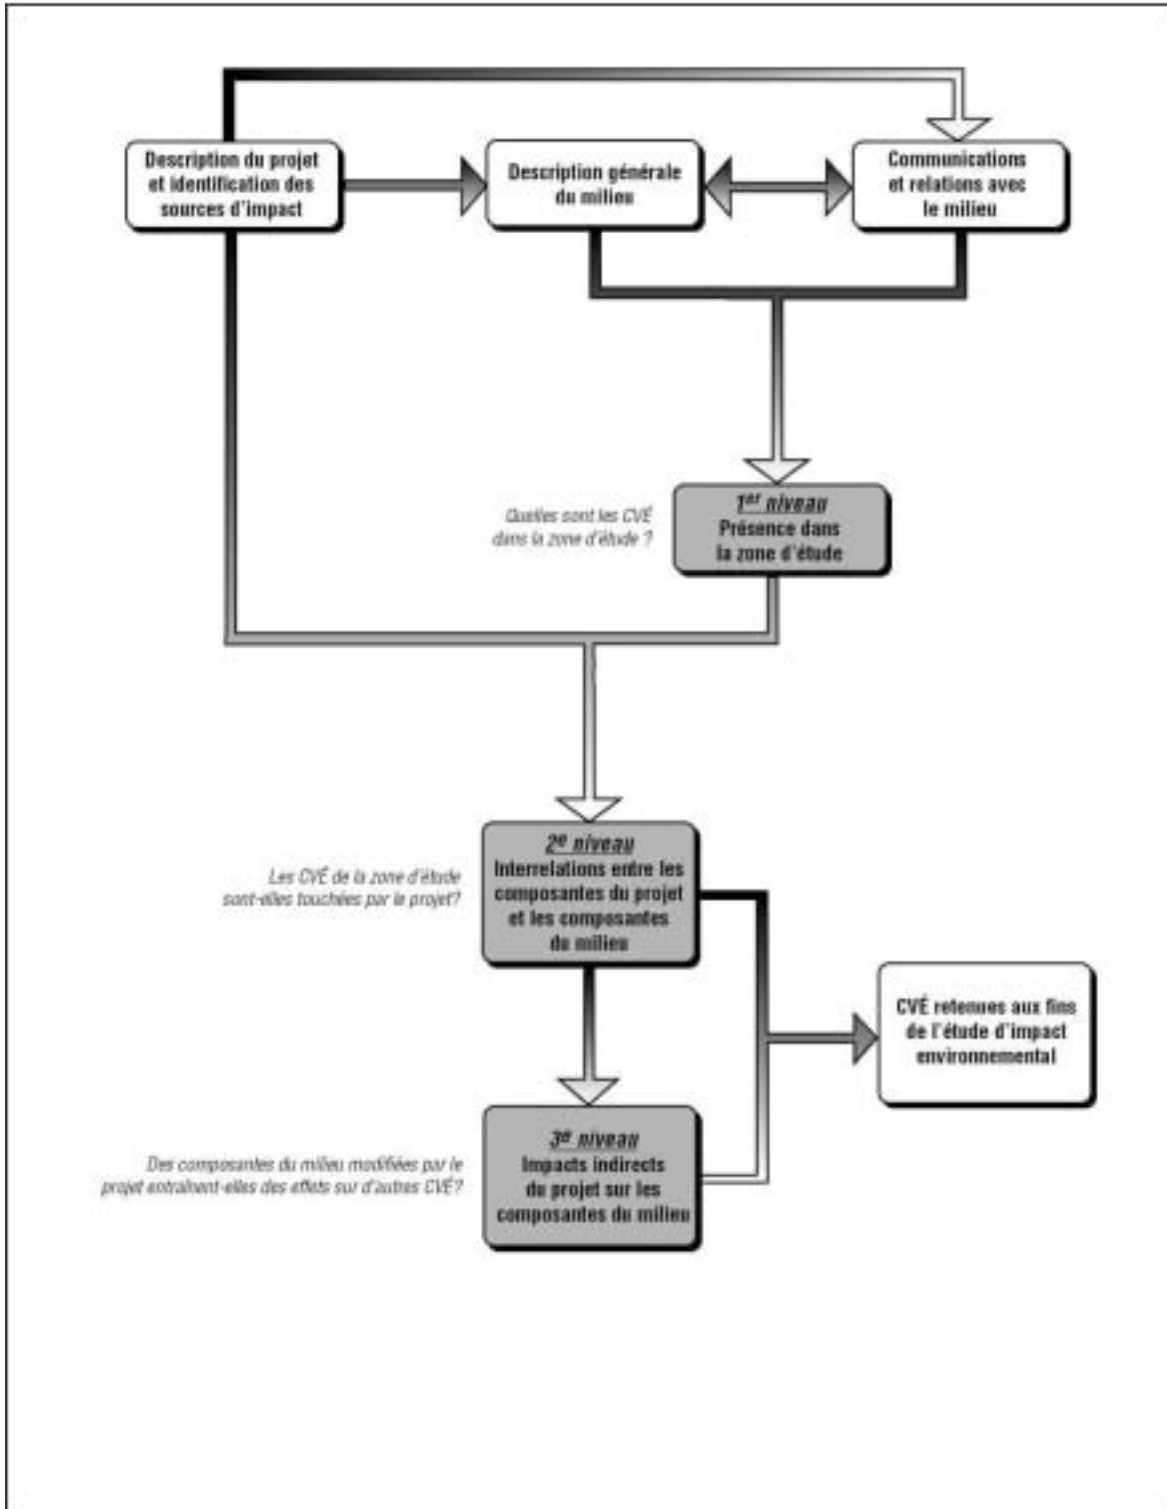 Description du projet
et identification des
sources d'impact
Description générale
du milieu
Communications
et relations avec
le milieu
Quelles sont les CVÉ
dans la zone d'étude ?
1er niveau
Présence dans
la zone d'étude
Les CVÉ de la zone d'étude
sont-elles touchées par le projet?
2e niveau
Interrelations entre les
composantes du projet
et les composantes
du milieu
CVÉ retenues aux fins
de l'étude d'impact
environnemental
Des composantes du milieu modifiées par le
projet entraînent-elles des effets sur d'autres CVÉ?
3e niveau
Impacts indirects
du projet sur les
composantes du milieu